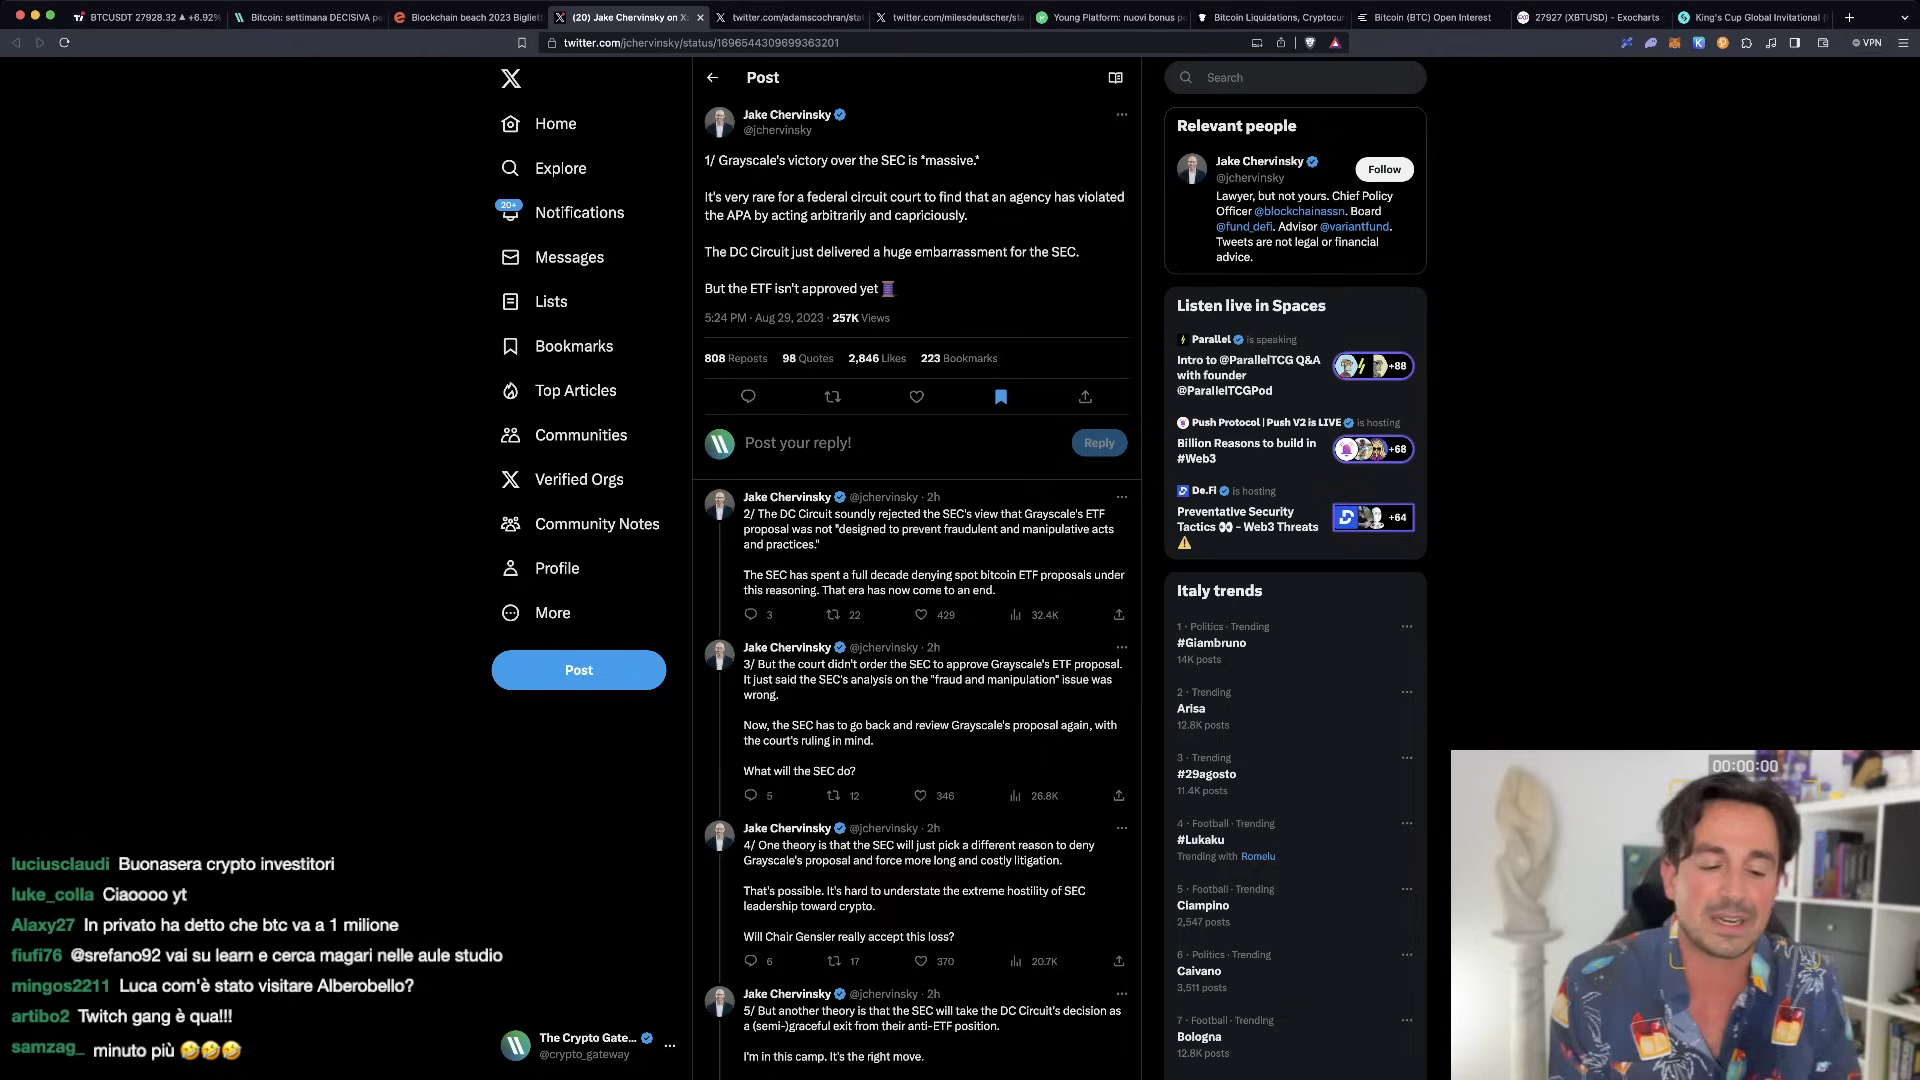 BTCUSDT 27928.32 ▲ +6.92%
Bitcoin: settimana DECISIVA pe
Blockchain beach 2023 Bigliett
(20) Jake Chervinsky on X:
twitter.com/adamscochran/stat
twitter.com/milesdeutscher/sta
Young Platform: nuovi bonus pe
Bitcoin Liquidations, Cryptocur
Bitcoin (BTC) Open Interest
27927 (XBTUSD) - Exocharts
King's Cup Global Invitational (
twitter.com/jchervinsky/status/1696544309699363201
VPN
Home
Explore
20+
Notifications
Messages
Lists
Bookmarks
Top Articles
Communities
Verified Orgs
Community Notes
Profile
More
Post
The Crypto Gate...
@crypto_gateway
Post
Jake Chervinsky
@jchervinsky
1/ Grayscale's victory over the SEC is *massive.*
It's very rare for a federal circuit court to find that an agency has violated
the APA by acting arbitrarily and capriciously.
The DC Circuit just delivered a huge embarrassment for the SEC.
But the ETF isn't approved yet 🧵
5:24 PM · Aug 29, 2023 · 257K Views
808 Reposts 98 Quotes 2,846 Likes 223 Bookmarks
Post your reply!
Reply
Jake Chervinsky @jchervinsky · 2h
2/ The DC Circuit soundly rejected the SEC's view that Grayscale's ETF
proposal was not "designed to prevent fraudulent and manipulative acts
and practices."
The SEC has spent a full decade denying spot bitcoin ETF proposals under
this reasoning. That era has now come to an end.
3 22 429 32.4K
Jake Chervinsky @jchervinsky · 2h
3/ But the court didn't order the SEC to approve Grayscale's ETF proposal.
It just said the SEC's analysis on the "fraud and manipulation" issue was
wrong.
Now, the SEC has to go back and review Grayscale's proposal again, with
the court's ruling in mind.
What will the SEC do?
5 12 346 26.8K
Jake Chervinsky @jchervinsky · 2h
4/ One theory is that the SEC will just pick a different reason to deny
Grayscale's proposal and force more long and costly litigation.
That's possible. It's hard to understate the extreme hostility of SEC
leadership toward crypto.
Will Chair Gensler really accept this loss?
6 17 370 20.7K
Jake Chervinsky @jchervinsky · 2h
5/ But another theory is that the SEC will take the DC Circuit's decision as
a (semi-)graceful exit from their anti-ETF position.
I'm in this camp. It's the right move.
Search
Relevant people
Jake Chervinsky
@jchervinsky
Follow
Lawyer, but not yours. Chief Policy
Officer @blockchainassn. Board
@fund_defi. Advisor @variantfund.
Tweets are not legal or financial
advice.
Listen live in Spaces
Parallel is speaking
Intro to @ParallelTCG Q&A
with founder
@ParallelTCGPod
+88
Push Protocol | Push V2 is LIVE is hosting
Billion Reasons to build in
#Web3
+68
De.Fi is hosting
Preventative Security
Tactics 👀 - Web3 Threats
⚠️
+64
Italy trends
1 · Politics · Trending
#Giambruno
14K posts
2 · Trending
Arisa
12.8K posts
3 · Trending
#29agosto
11.4K posts
4 · Football · Trending
#Lukaku
Trending with Romelu
5 · Football · Trending
Ciampino
2,547 posts
6 · Politics · Trending
Caivano
3,511 posts
7 · Football · Trending
Bologna
12.8K posts
00:00:00
luciusclaudi Buonasera crypto investitori
luke_colla Ciaoooo yt
Alaxy27 In privato ha detto che btc va a 1 milione
fiufi76 @srefano92 vai su learn e cerca magari nelle aule studio
mingos2211 Luca com'è stato visitare Alberobello?
artibo2 Twitch gang è qua!!!
samzag_ minuto più 🤣🤣🤣